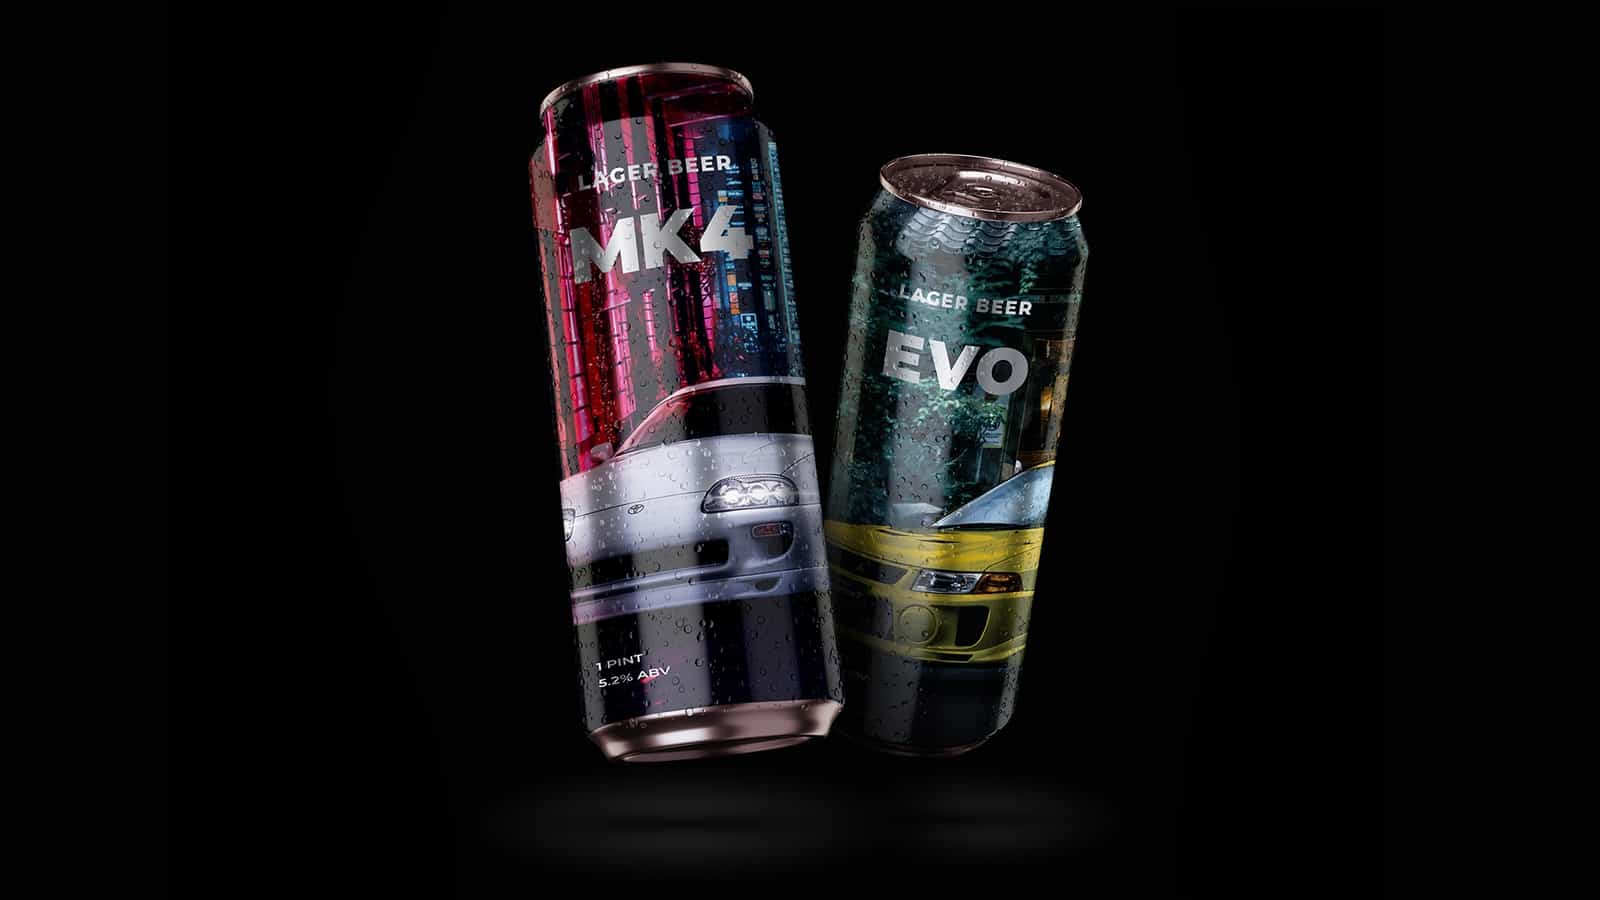 LAGER BEER
MK4
1 PINT
5.2% ABV
LAGER BEER
EVO